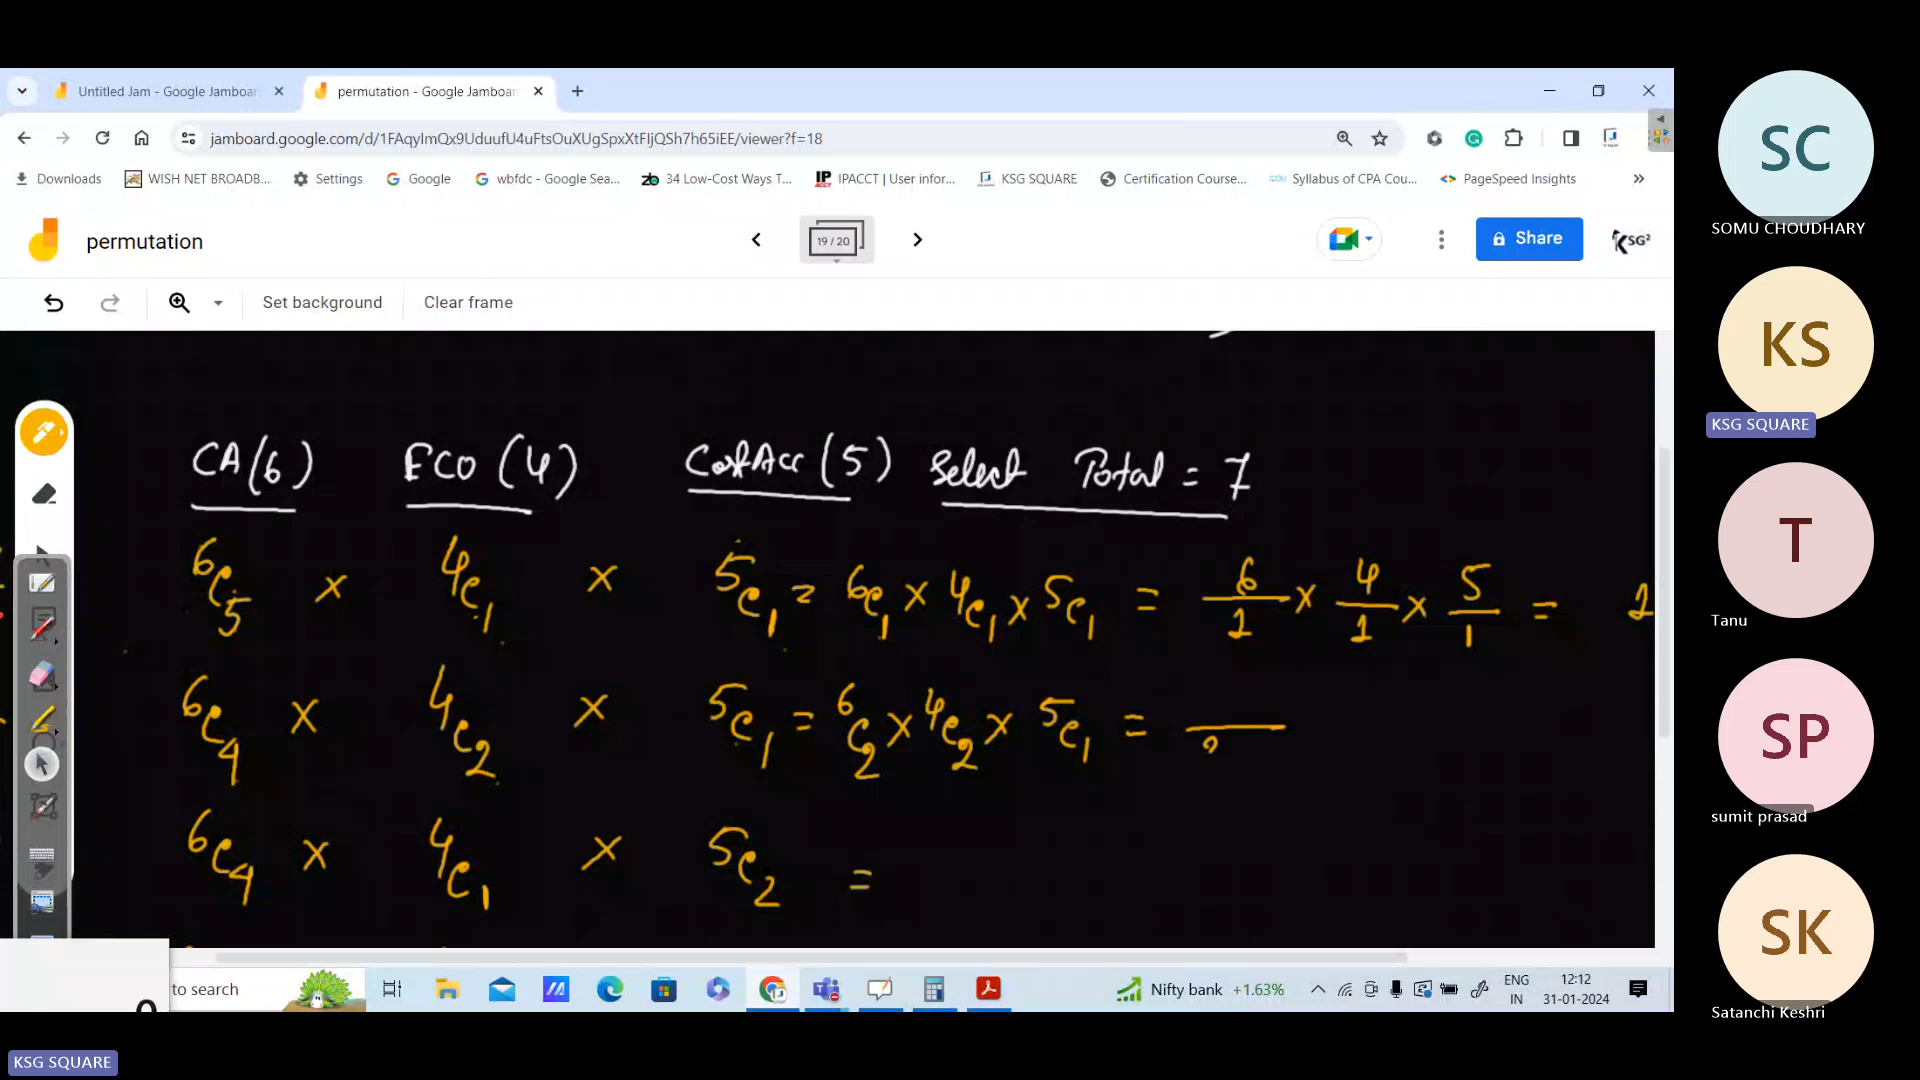 Untitled Jam - Google Jamboar
permutation - Google Jamboar
jamboard.google.com/d/1FAqyImQx9UduufU4uFtsOuXUgSpxXtFIjQSh7h65iEE/viewer?f=18
Downloads
WISH NET BROADB...
Settings
Google
wbfdc - Google Sea...
34 Low-Cost Ways T...
IPACCT | User infor...
KSG SQUARE
Certification Course...
Syllabus of CPA Cou...
PageSpeed Insights
permutation
19 / 20
Share
KSG²
Set background
Clear frame
CA(6) ECO (4) CostAcc (5) Select Total = 7
6c5 × 4c1 × 5c1 = 6c1 × 4c1 × 5c1 = 6/1 × 4/1 × 5/1 = 1
6c4 × 4c2 × 5c1 = 6c2 × 4c2 × 5c1 =
6c4 × 4c1 × 5c2 =
to search
Nifty bank +1.63%
ENG
IN
12:12
31-01-2024
SC
SOMU CHOUDHARY
KS
KSG SQUARE
T
Tanu
SP
sumit prasad
SK
Satanchi Keshri
KSG SQUARE